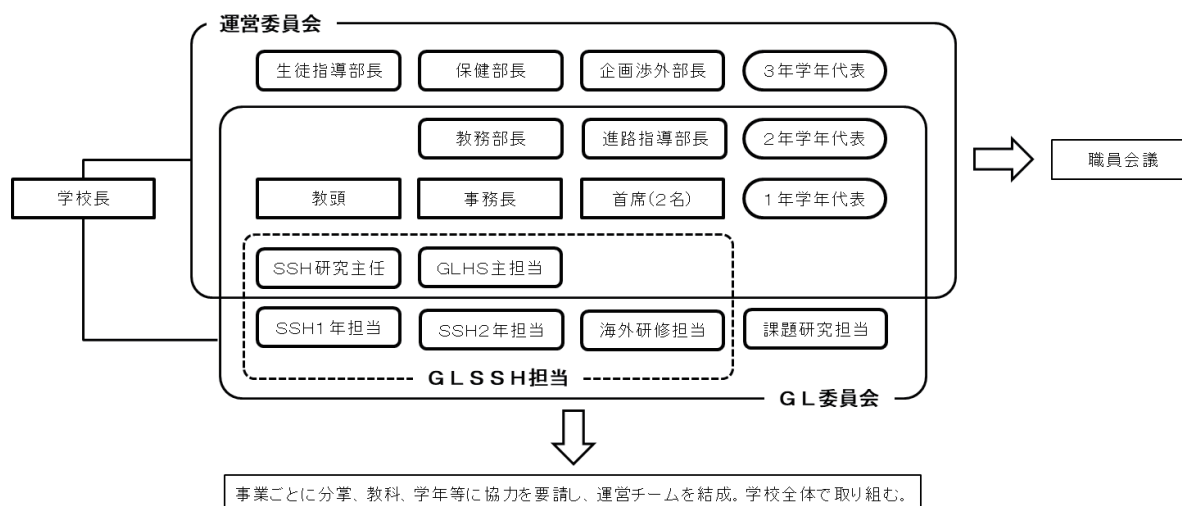 運営委員会
生徒指導部長 保健部長 企画渉外部長 3年学年代表
教務部長 進路指導部長 2年学年代表
職員会議
学校長
教頭 事務長 首席(2名) 1年学年代表
SSH研究主任 GLHS主担当
SSH1年担当 SSH2年担当 海外研修担当 課題研究担当
GLSSH担当
GL委員会
事業ごとに分掌、教科、学年等に協力を要請し、運営チームを結成。学校全体で取り組む。